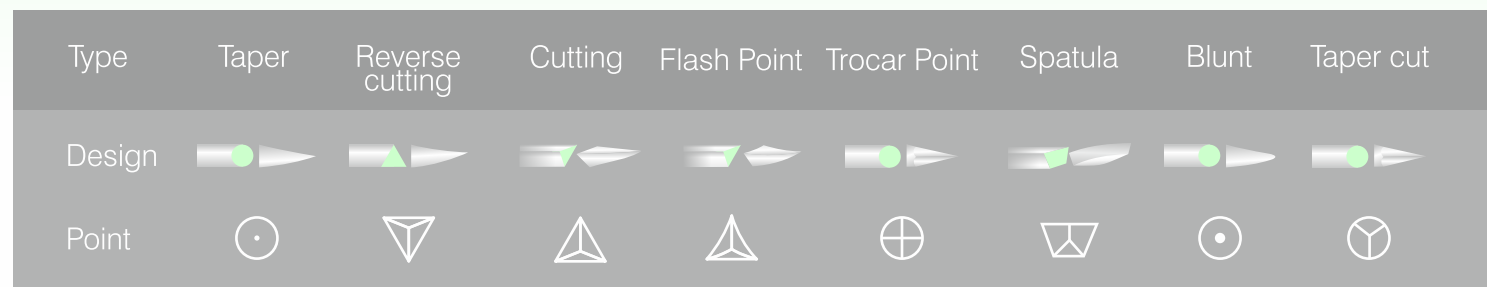 Type Taper Reverse cutting Cutting Flash Point Trocar Point Spatula Blunt Taper cut
Design
Point